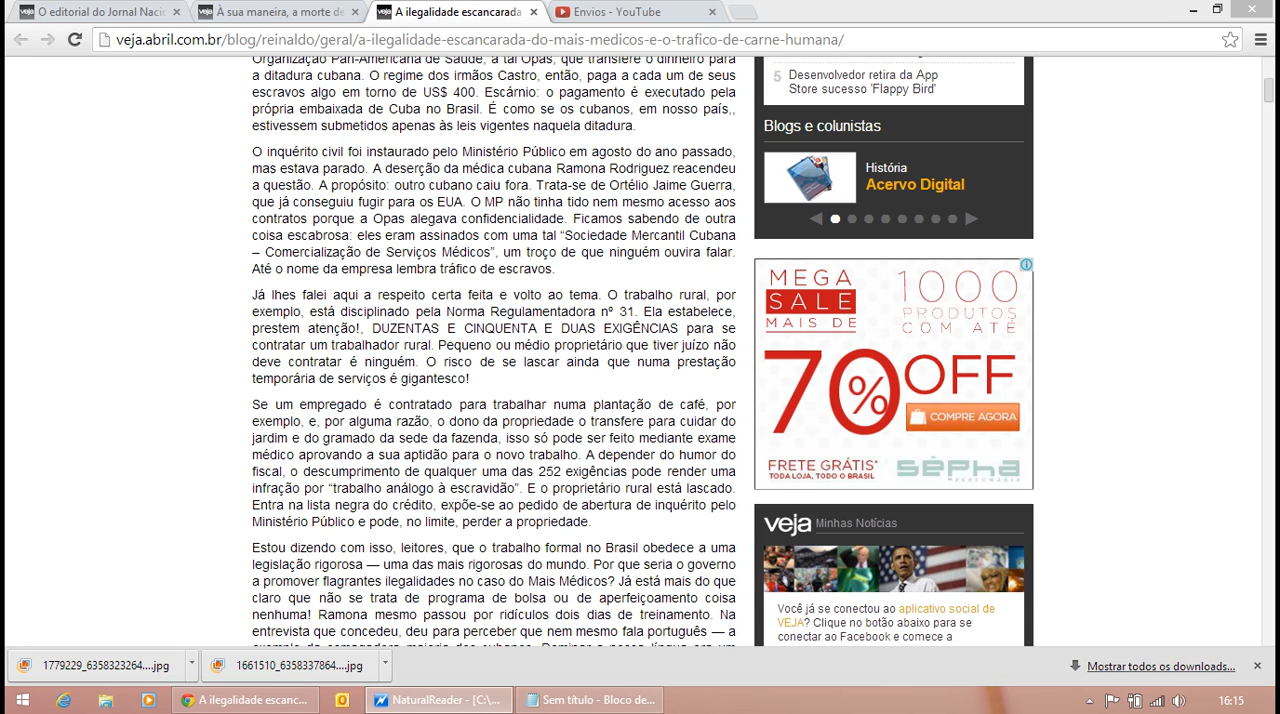 O editorial do Jornal Naci
À sua maneira, a morte de
A ilegalidade escancarada
Envios - YouTube
veja.abril.com.br/blog/reinaldo/geral/a-ilegalidade-escancarada-do-mais-medicos-e-o-trafico-de-carne-humana/
Organização Pan-Americana de Saúde, a tal Opas, que transfere o dinheiro para
a ditadura cubana. O regime dos irmãos Castro, então, paga a cada um de seus
escravos algo em torno de US$ 400. Escárnio: o pagamento é executado pela
própria embaixada de Cuba no Brasil. É como se os cubanos, em nosso país,,
estivessem submetidos apenas às leis vigentes naquela ditadura.
O inquérito civil foi instaurado pelo Ministério Público em agosto do ano passado,
mas estava parado. A deserção da médica cubana Ramona Rodriguez reacendeu
a questão. A propósito: outro cubano caiu fora. Trata-se de Ortélio Jaime Guerra,
que já conseguiu fugir para os EUA. O MP não tinha tido nem mesmo acesso aos
contratos porque a Opas alegava confidencialidade. Ficamos sabendo de outra
coisa escabrosa: eles eram assinados com uma tal “Sociedade Mercantil Cubana
– Comercialização de Serviços Médicos”, um troço de que ninguém ouvira falar.
Até o nome da empresa lembra tráfico de escravos.
Já lhes falei aqui a respeito certa feita e volto ao tema. O trabalho rural, por
exempio, está disciplinado pela Norma Regulamentadora nº 31. Ela estabelece,
prestem atenção!, DUZENTAS E CINQUENTA E DUAS EXIGÊNCIAS para se
contratar um trabalhador rural. Pequeno ou médio proprietário que tiver juízo não
deve contratar é ninguém. O risco de se lascar ainda que numa prestação
temporária de serviços é gigantesco!
Se um empregado é contratado para trabalhar numa plantação de café, por
exemplo, e, por alguma razão, o dono da propriedade o transfere para cuidar do
jardim e do gramado da sede da fazenda, isso só pode ser feito mediante exame
médico aprovando a sua aptidão para o novo trabalho. A depender do humor do
fiscal, o descumprimento de qualquer uma das 252 exigências pode render uma
infração por “trabalho análogo à escravidão”. E o proprietário rural está lascado.
Entra na lista negra do crédito, expõe-se ao pedido de abertura de inquérito pelo
Ministério Público e pode, no limite, perder a propriedade.
Estou dizendo com isso, leitores, que o trabalho formal no Brasil obedece a uma
legislação rigorosa — uma das mais rigorosas do mundo. Por que seria o governo
a promover flagrantes ilegalidades no caso do Mais Médicos? Já está mais do que
claro que não se trata de programa de bolsa ou de aperfeiçoamento coisa
nenhuma! Ramona mesmo passou por ridículos dois dias de treinamento. Na
entrevista que concedeu, deu para perceber que nem mesmo fala português — a
5 Desenvolvedor retira da App
Store sucesso 'Flappy Bird'
Blogs e colunistas
História
Acervo Digital
MEGA
SALE
MAIS DE
1000
PRODUTOS
COM ATÉ
70% OFF
COMPRE AGORA
FRETE GRÁTIS*
TODA LOJA, TODO O BRASIL
sèpha
PERFUMARIA
veja Minhas Notícias
Você já se conectou ao aplicativo social de
VEJA? Clique no botão abaixo para se
conectar ao Facebook e comece a
1779229_6358323264....jpg
1661510_6358337864....jpg
Mostrar todos os downloads...
A ilegalidade escanc...
NaturalReader - [C:\...
Sem título - Bloco de...
16:15